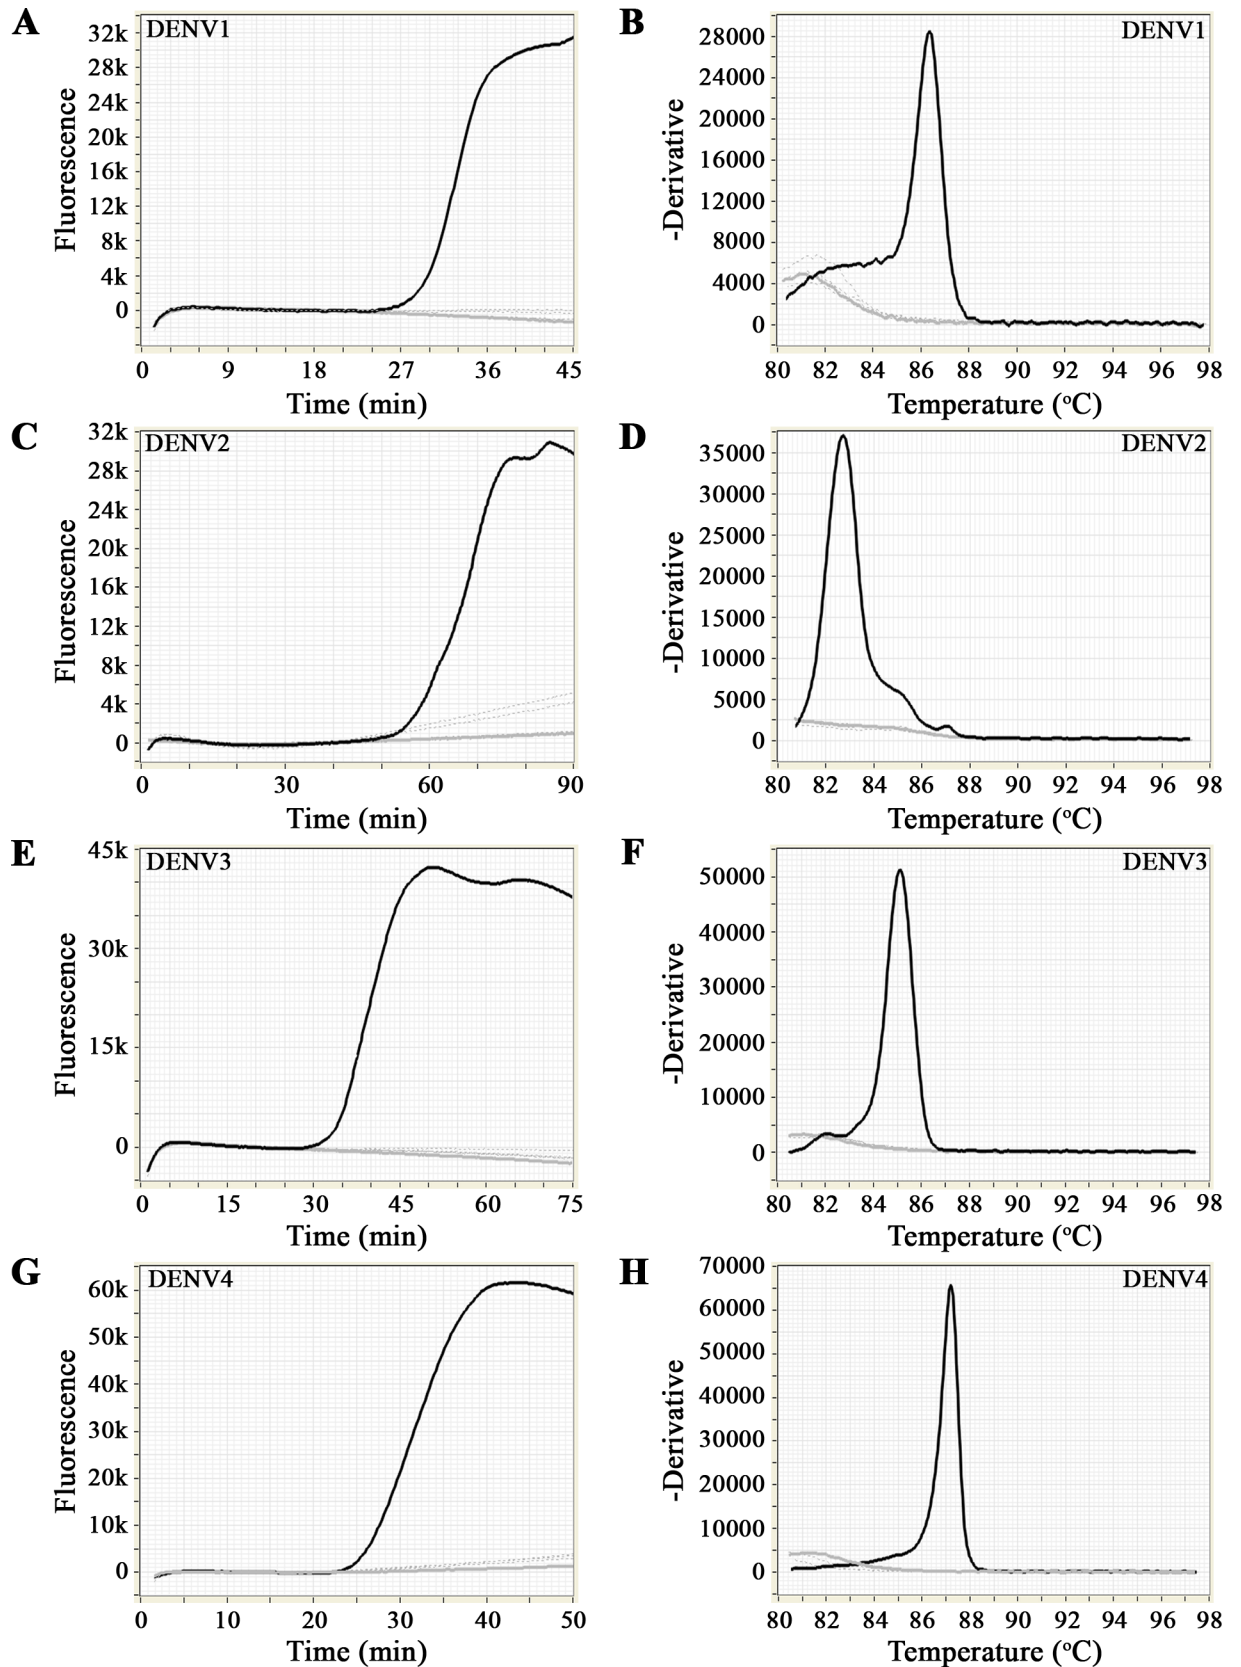 A
DENV1
32k
28k
24k
20k
16k
12k
8k
4k
0
Fluorescence
0 9 18 27 36 45
Time (min)
B
DENV1
28000
24000
20000
16000
12000
8000
4000
0
-Derivative
80 82 84 86 88 90 92 94 96 98
Temperature (°C)
C
DENV2
32k
28k
24k
20k
16k
12k
8k
4k
0
Fluorescence
0 30 60 90
Time (min)
D
DENV2
35000
30000
25000
20000
15000
10000
5000
0
-Derivative
80 82 84 86 88 90 92 94 96 98
Temperature (°C)
E
DENV3
45k
30k
15k
0
Fluorescence
0 15 30 45 60 75
Time (min)
F
DENV3
50000
40000
30000
20000
10000
0
-Derivative
80 82 84 86 88 90 92 94 96 98
Temperature (°C)
G
DENV4
60k
50k
40k
30k
20k
10k
0
Fluorescence
0 10 20 30 40 50
Time (min)
H
DENV4
70000
60000
50000
40000
30000
20000
10000
0
-Derivative
80 82 84 86 88 90 92 94 96 98
Temperature (°C)